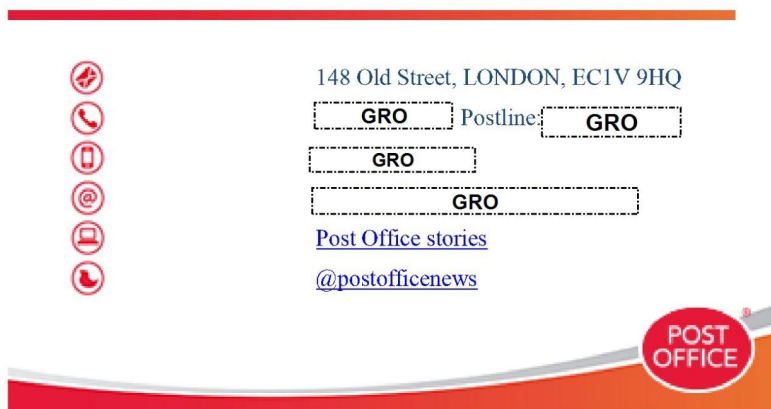 148 Old Street, LONDON, EC1V 9HQ
GRO Postline: GRO
GRO
GRO
Post Office stories
@postofficenews
POST
OFFICE